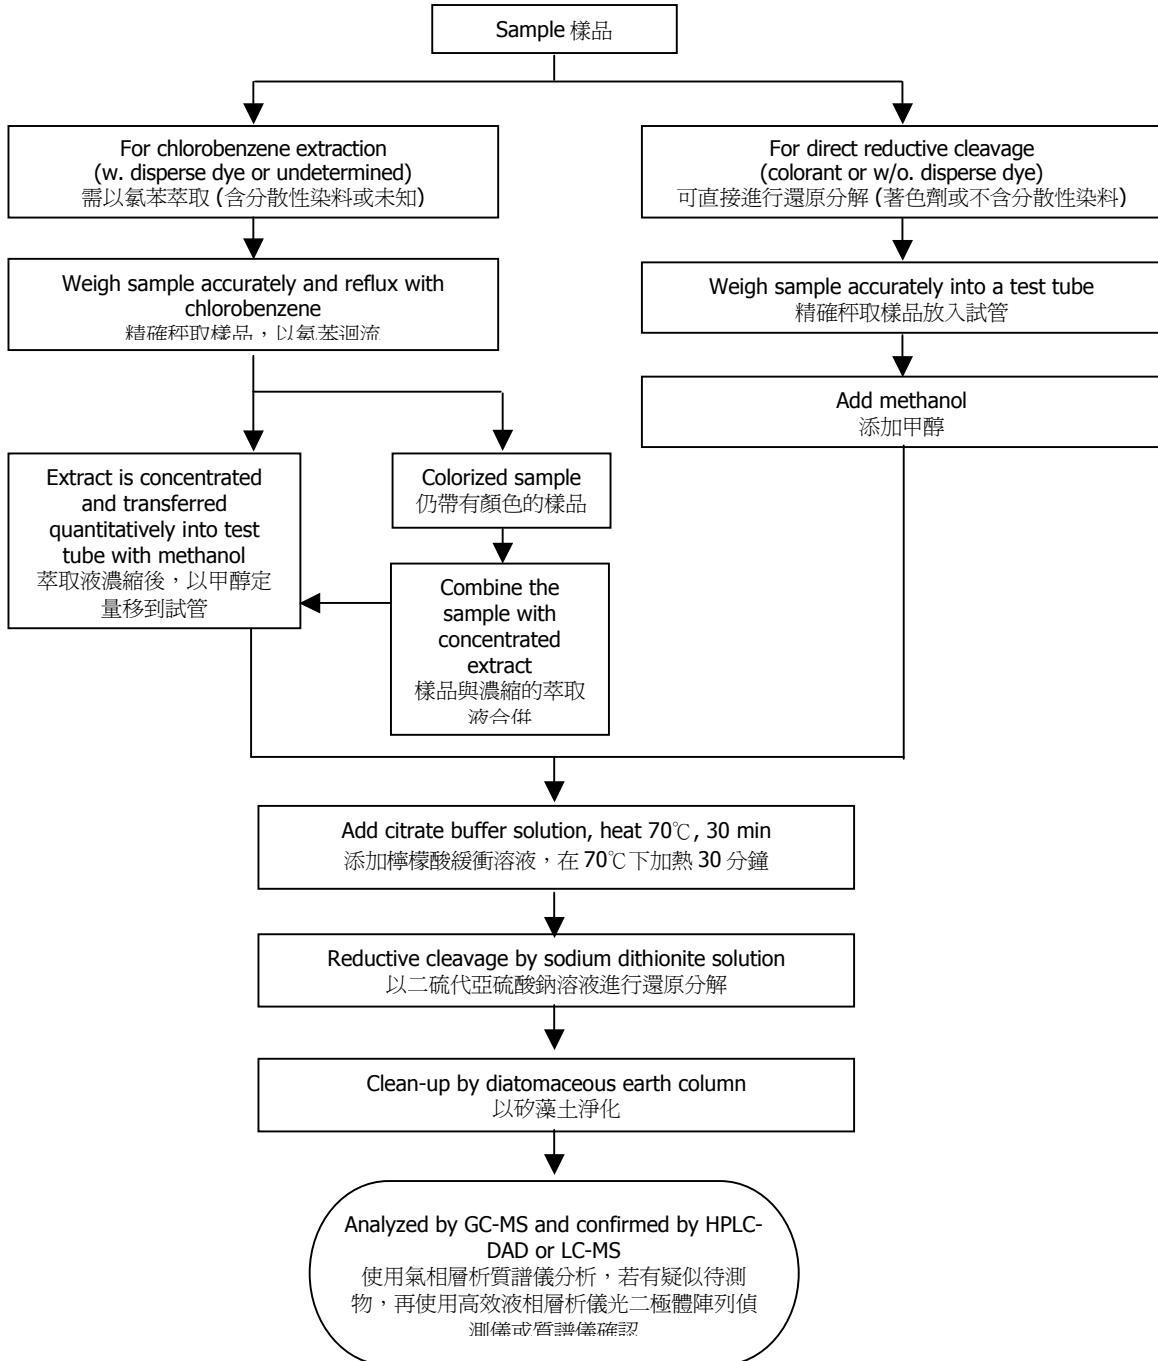 Sample 樣品
For chlorobenzene extraction
(w. disperse dye or undetermined)
需以氯苯萃取 (含分散性染料或未知)
For direct reductive cleavage
(colorant or w/o. disperse dye)
可直接進行還原分解 (著色劑或不含分散性染料)
Weigh sample accurately and reflux with
chlorobenzene
精確秤取樣品，以氯苯迴流
Weigh sample accurately into a test tube
精確秤取樣品放入試管
Add methanol
添加甲醇
Extract is concentrated
and transferred
quantitatively into test
tube with methanol
萃取液濃縮後，以甲醇定
量移到試管
Colorized sample
仍帶有顏色的樣品
Combine the
sample with
concentrated
extract
樣品與濃縮的萃取
液合併
Add citrate buffer solution, heat 70℃, 30 min
添加檸檬酸緩衝溶液，在 70℃下加熱 30 分鐘
Reductive cleavage by sodium dithionite solution
以二硫代亞硫酸鈉溶液進行還原分解
Clean-up by diatomaceous earth column
以矽藻土淨化
Analyzed by GC-MS and confirmed by HPLC-
DAD or LC-MS
使用氣相層析質譜儀分析，若有疑似待測
物，再使用高效液相層析儀光二極體陣列偵
測儀或質譜儀確認